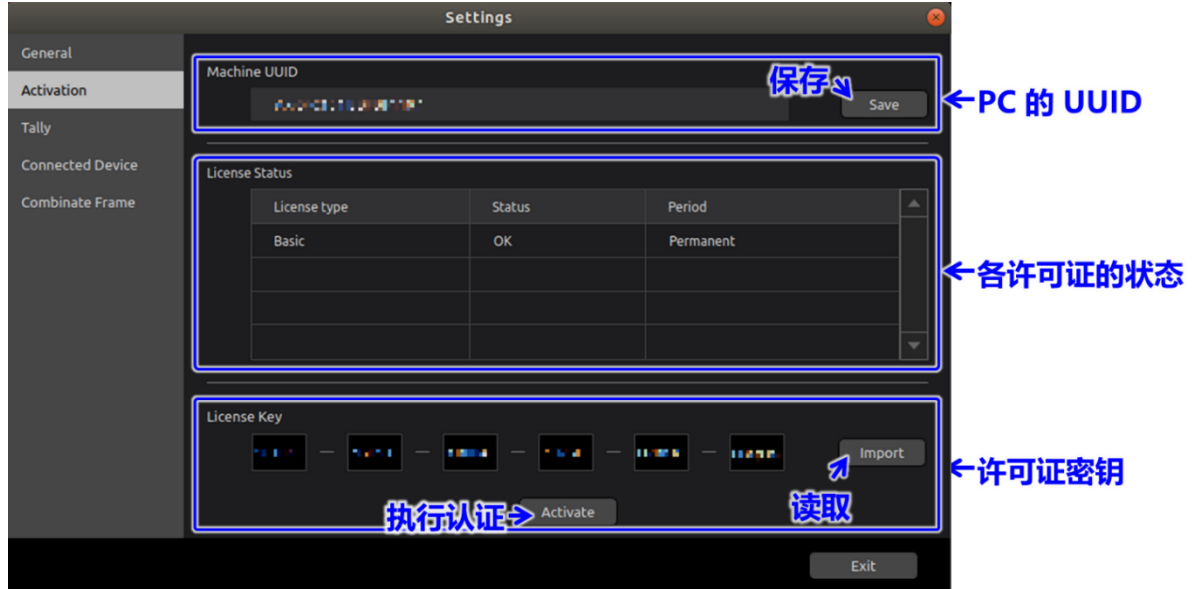 Settings
General
Activation
Tally
Connected Device
Combinate Frame
Machine UUID
保存
Save
←PC 的 UUID
License Status
License type Status Period
Basic OK Permanent
←各许可证的状态
License Key
Import
←许可证密钥
读取
执行认证→ Activate
Exit